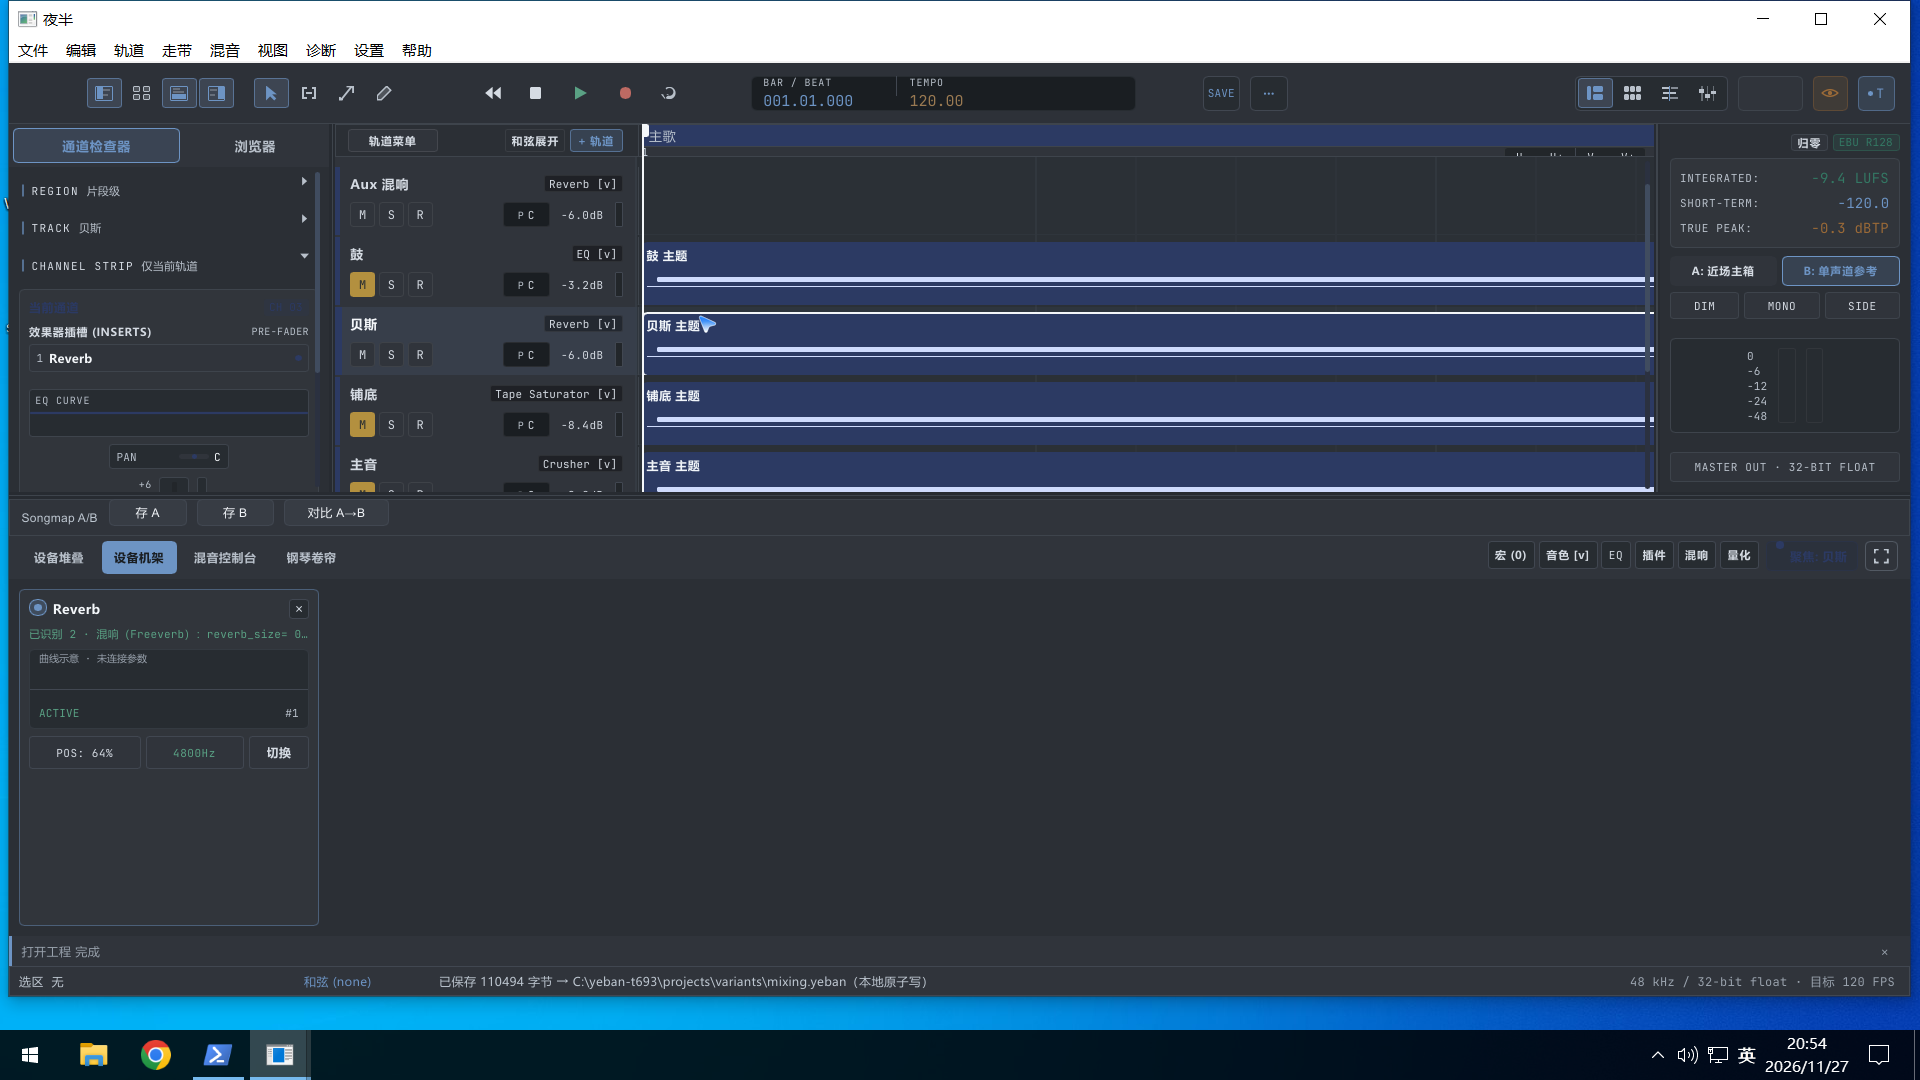 夜半
文件 编辑 轨道 走带 混音 视图 诊断 设置 帮助
BAR / BEAT
001.01.000
TEMPO
120.00
SAVE
T
通道检查器
浏览器
REGION 片段级
TRACK 贝斯
CHANNEL STRIP 仅当前轨道
效果器插槽 (INSERTS)
PRE-FADER
1 Reverb
EQ CURVE
PAN
C
+6
轨道菜单
和弦展开
+ 轨道
Aux 混响
Reverb [v]
M S R
P C
-6.0dB
鼓
EQ [v]
M S R
P C
-3.2dB
贝斯
Reverb [v]
M S R
P C
-6.0dB
铺底
Tape Saturator [v]
M S R
P C
-8.4dB
主音
Crusher [v]
主歌
1
鼓 主题
贝斯 主题
铺底 主题
主音 主题
归零
EBU R128
INTEGRATED:
-9.4 LUFS
SHORT-TERM:
-120.0
TRUE PEAK:
-0.3 dBTP
A: 近场主箱
B: 单声道参考
DIM
MONO
SIDE
0
-6
-12
-24
-48
MASTER OUT · 32-BIT FLOAT
Songmap A/B
存 A
存 B
对比 A→B
设备堆叠
设备机架
混音控制台
钢琴卷帘
宏 (0)
音色 [v]
EQ
插件
混响
量化
Reverb
×
已识别 2 · 混响 (Freeverb) : reverb_size= 0…
曲线示意 · 未连接参数
ACTIVE
#1
POS: 64%
4800Hz
切换
打开工程 完成
×
选区 无
和弦 (none)
已保存 110494 字节 → C:\yeban-t693\projects\variants\mixing.yeban（本地原子写）
48 kHz / 32-bit float · 目标 120 FPS
英
20:54
2026/11/27